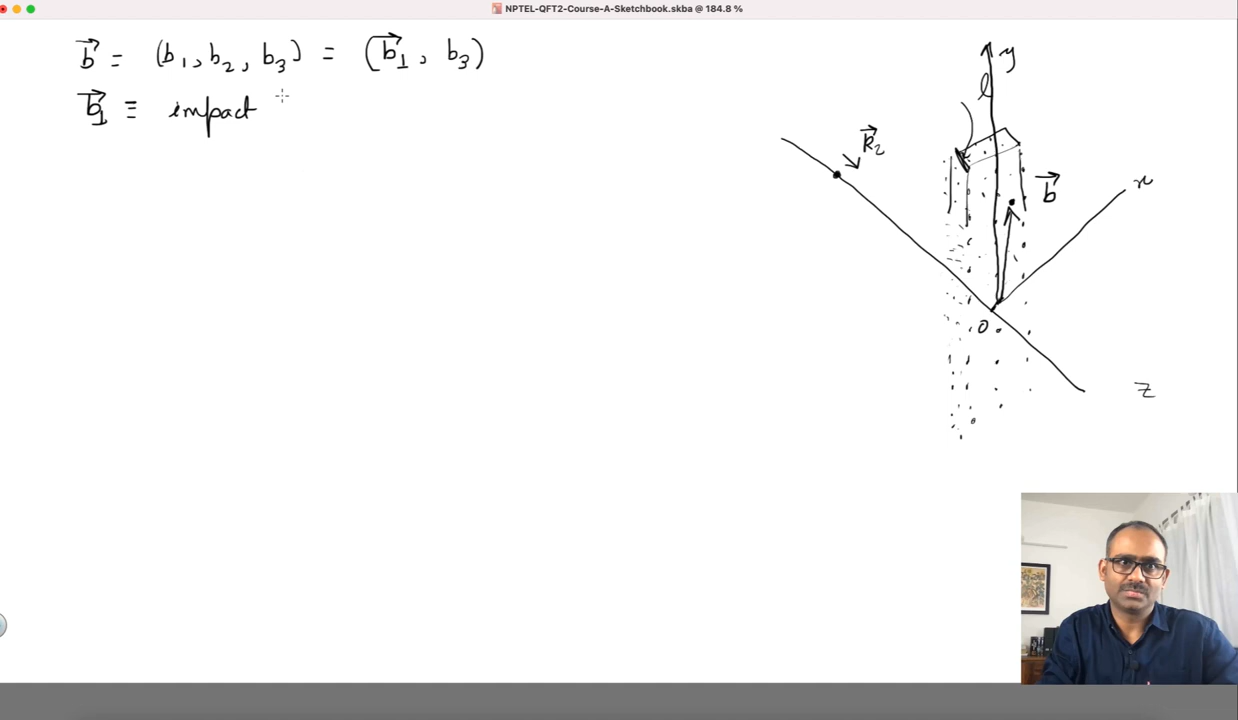 NPTEL-QFT2-Course-A-Sketchbook.skba @ 184.8 %
b⃗ = (b₁, b₂, b₃) = (b⃗⊥, b₃)
b⃗⊥ ≡ impact
y
l
k⃗₂
x
b⃗
O
z